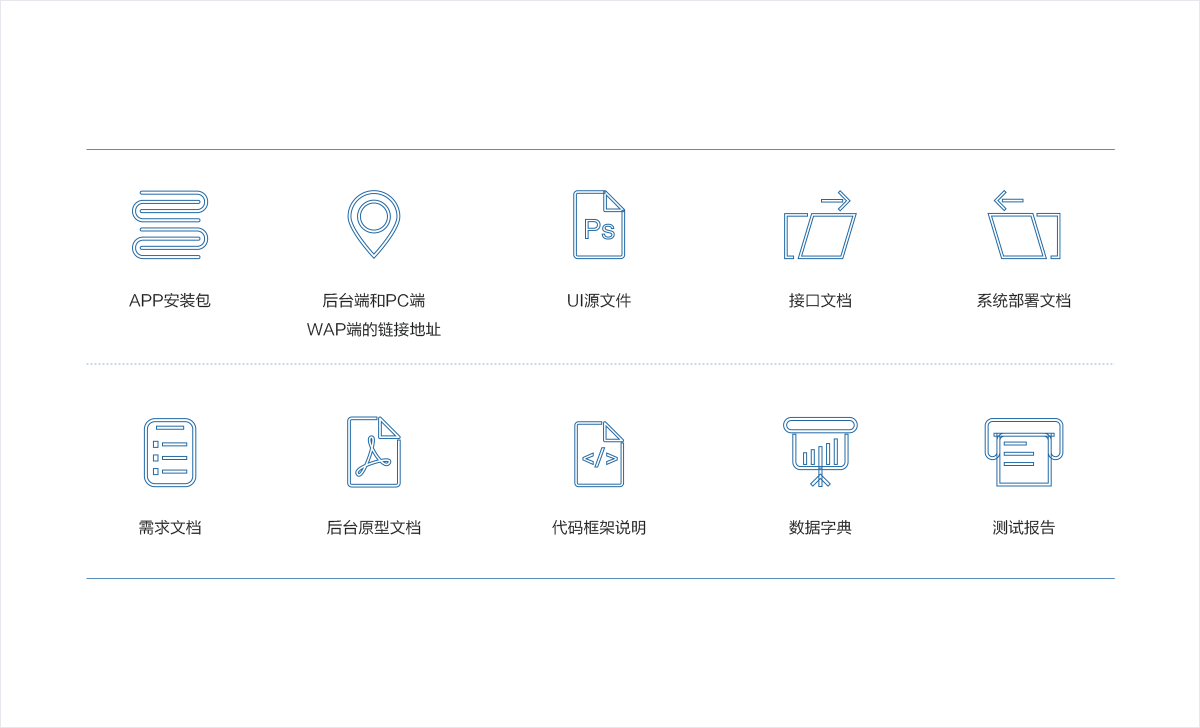 APP安装包
后台端和PC端
WAP端的链接地址
Ps
UI源文件
接口文档
系统部署文档
需求文档
后台原型文档
</>
代码框架说明
数据字典
测试报告